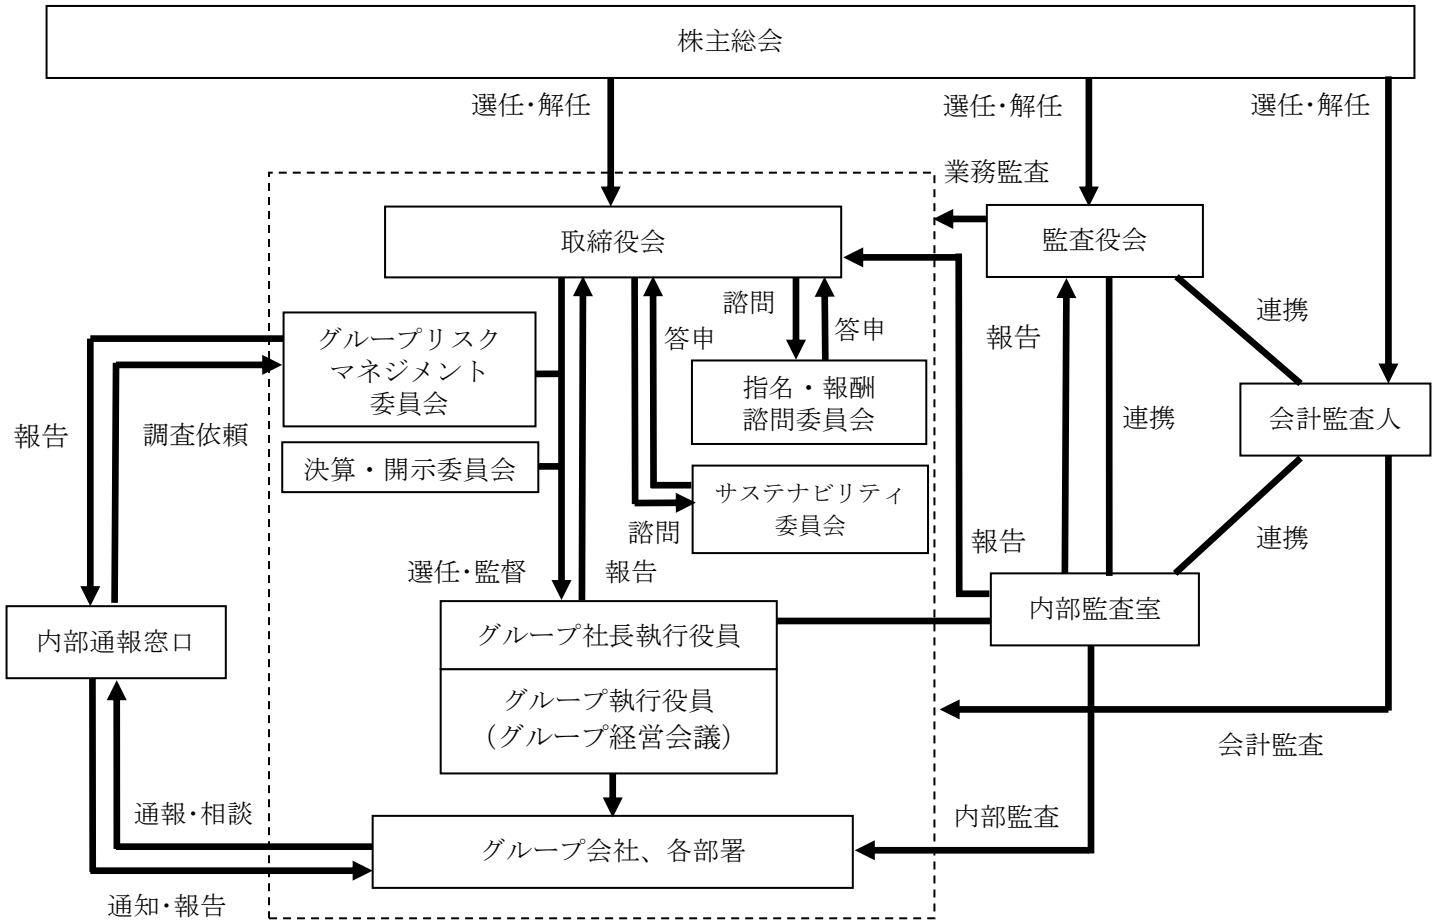 株主総会
選任・解任
選任・解任
選任・解任
業務監査
取締役会
監査役会
諮問
答申
答申
報告
連携
グループリスク
マネジメント
委員会
指名・報酬
諮問委員会
会計監査人
連携
報告
調査依頼
決算・開示委員会
サステナビリティ
委員会
諮問
報告
連携
選任・監督
報告
内部通報窓口
グループ社長執行役員
内部監査室
グループ執行役員
（グループ経営会議）
会計監査
通報・相談
内部監査
グループ会社、各部署
通知・報告